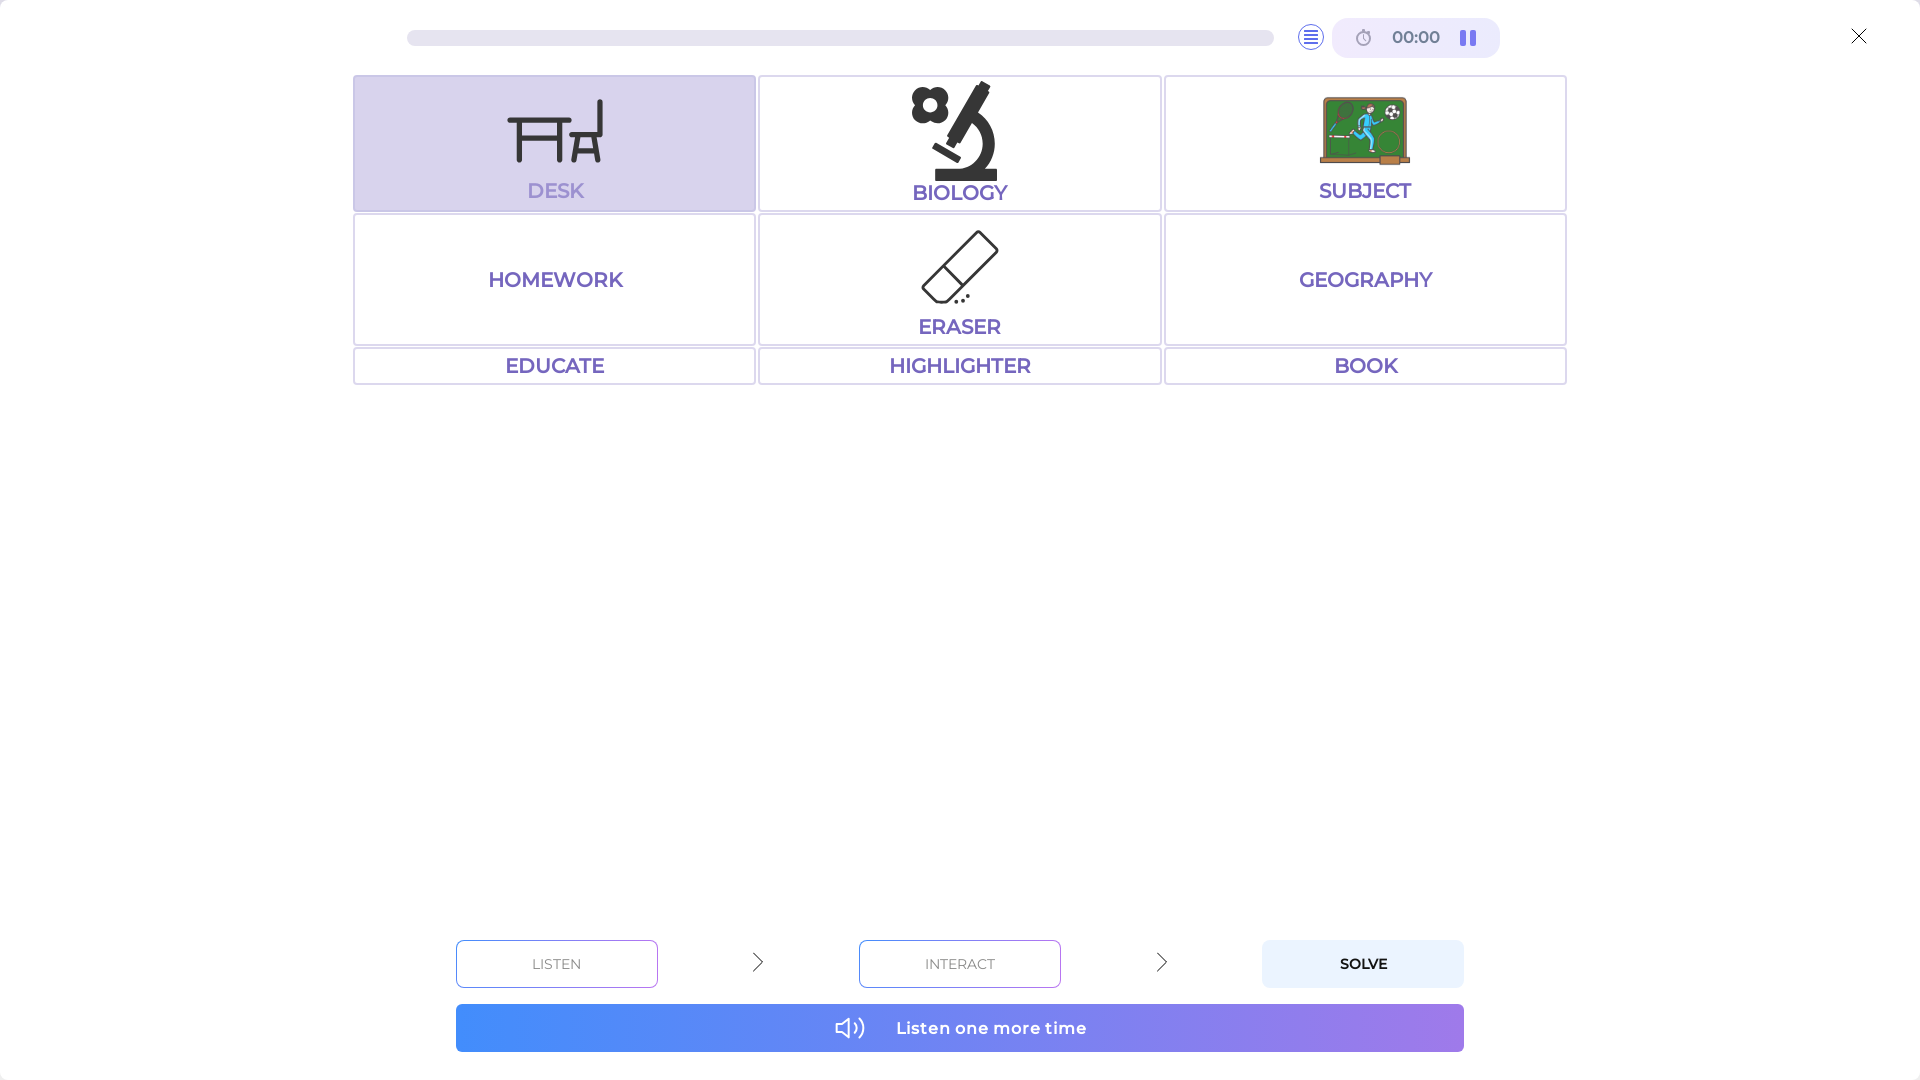 00:00
DESK
BIOLOGY
SUBJECT
HOMEWORK
ERASER
GEOGRAPHY
EDUCATE
HIGHLIGHTER
BOOK
LISTEN
INTERACT
SOLVE
Listen one more time